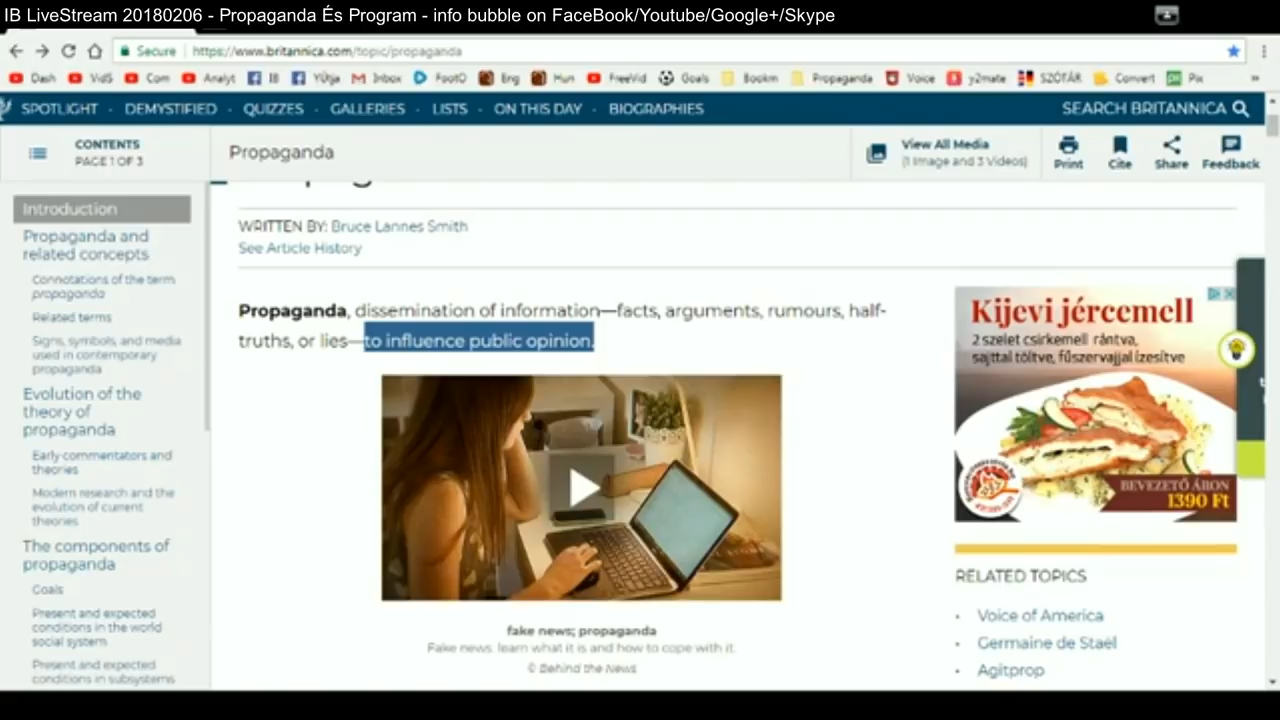 IB LiveStream 20180206 - Propaganda És Program - info bubble on FaceBook/Youtube/Google+/Skype
Secure https://www.britannica.com/topic/propaganda
Dash VidS Com Analyt IB YÚtja Inbox FootO Eng Hun FreeVid Goals Bookm Propaganda Voice y2mate SZÓTÁR Convert Pix »
SPOTLIGHT · DEMYSTIFIED · QUIZZES · GALLERIES · LISTS · ON THIS DAY · BIOGRAPHIES SEARCH BRITANNICA
CONTENTS
PAGE 1 OF 3
Propaganda
View All Media
(1 Image and 3 Videos)
Print
Cite
Share
Feedback
Introduction
Propaganda and
related concepts
Connotations of the term
propaganda
Related terms
Signs, symbols, and media
used in contemporary
propaganda
Evolution of the
theory of
propaganda
Early commentators and
theories
Modern research and the
evolution of current
theories
The components of
propaganda
Goals
Present and expected
conditions in the world
social system
Present and expected
conditions in subsystems
WRITTEN BY: Bruce Lannes Smith
See Article History
Propaganda, dissemination of information—facts, arguments, rumours, half-
truths, or lies—to influence public opinion.
fake news; propaganda
Fake news: learn what it is and how to cope with it.
© Behind the News
Kijevi jércemell
2 szelet csirkemell rántva,
sajttal töltve, fűszervajjal ízesítve
BEVEZETŐ ÁRON
1390 Ft
RELATED TOPICS
· Voice of America
· Germaine de Staël
· Agitprop